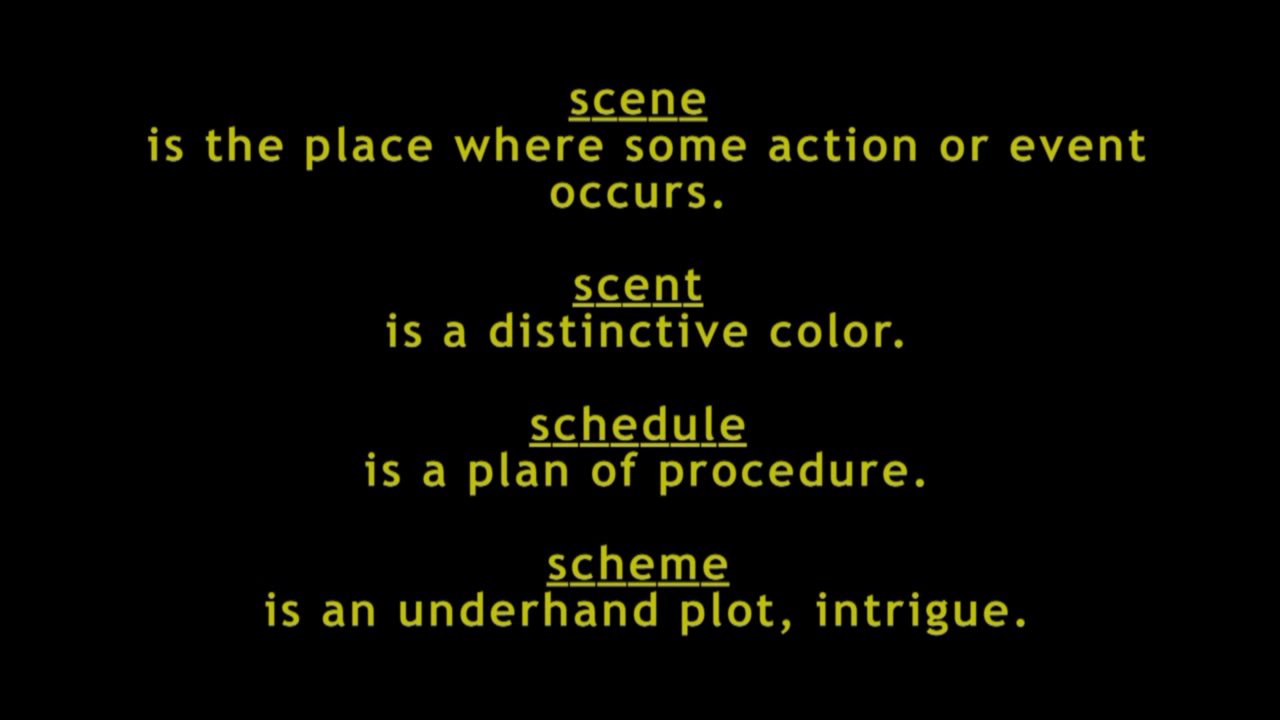 scene
is the place where some action or event
occurs.
scent
is a distinctive color.
schedule
is a plan of procedure.
scheme
is an underhand plot, intrigue.